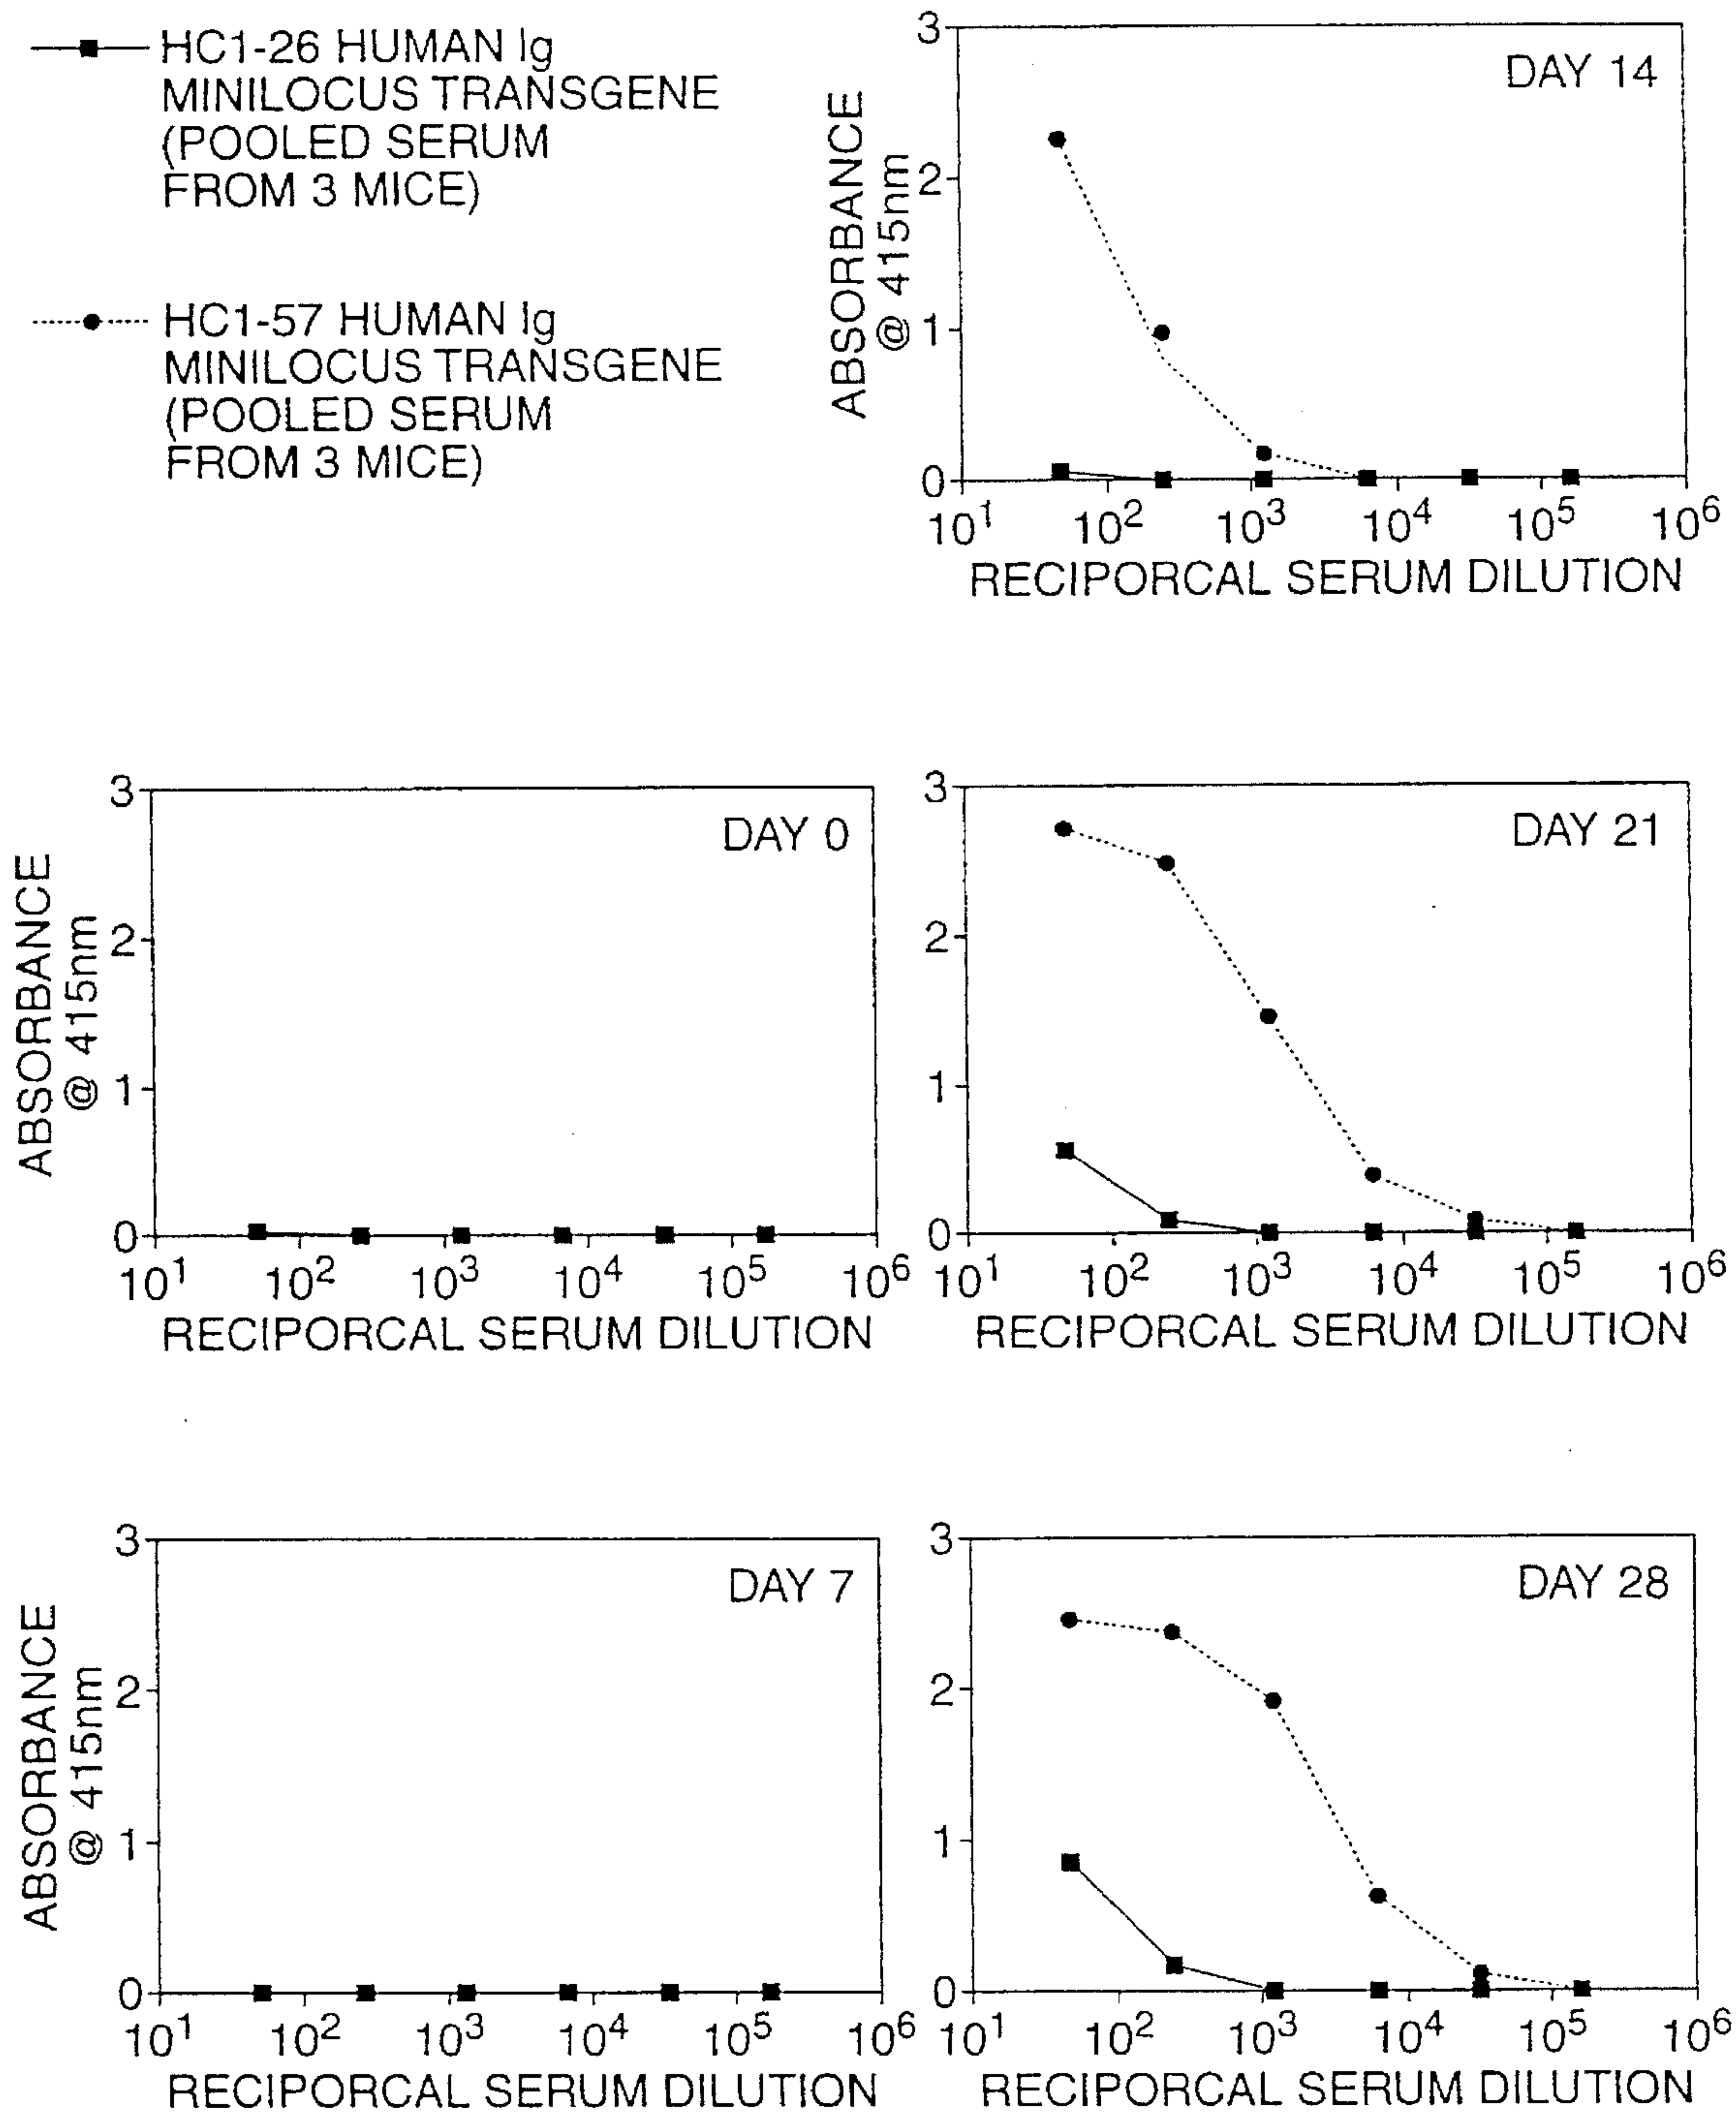 HC1-26 HUMAN Ig
MINILOCUS TRANSGENE
(POOLED SERUM
FROM 3 MICE)
HC1-57 HUMAN Ig
MINILOCUS TRANSGENE
(POOLED SERUM
FROM 3 MICE)
DAY 14
ABSORBANCE
@ 415nm
3
2
1
0
10¹ 10² 10³ 10⁴ 10⁵ 10⁶
RECIPORCAL SERUM DILUTION
DAY 0
ABSORBANCE
@ 415nm
3
2
1
0
10¹ 10² 10³ 10⁴ 10⁵ 10⁶
RECIPORCAL SERUM DILUTION
DAY 21
3
2
1
0
10¹ 10² 10³ 10⁴ 10⁵ 10⁶
RECIPORCAL SERUM DILUTION
DAY 7
ABSORBANCE
@ 415nm
3
2
1
0
10¹ 10² 10³ 10⁴ 10�5 10⁶
RECIPORCAL SERUM DILUTION
DAY 28
3
2
1
0
10¹ 10² 10³ 10⁴ 10⁵ 10⁶
RECIPORCAL SERUM DILUTION